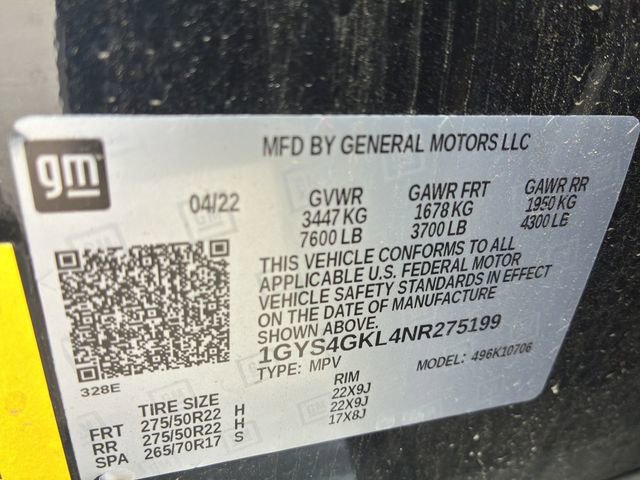 gm
MFD BY GENERAL MOTORS LLC
04/22 GVWR GAWR FRT GAWR RR
3447 KG 1678 KG 1950 KG
7600 LB 3700 LB 4300 LB
THIS VEHICLE CONFORMS TO ALL
APPLICABLE U.S. FEDERAL MOTOR
VEHICLE SAFETY STANDARDS IN EFFECT
ON THE DATE OF MANUFACTURE
SHOWN ABOVE.
1GYS4GKL4NR275199
TYPE: MPV MODEL: 496K10706
328E
TIRE SIZE RIM
FRT 275/50R22 H 22X9J
RR 275/50R22 H 22X9J
SPA 265/70R17 S 17X8J